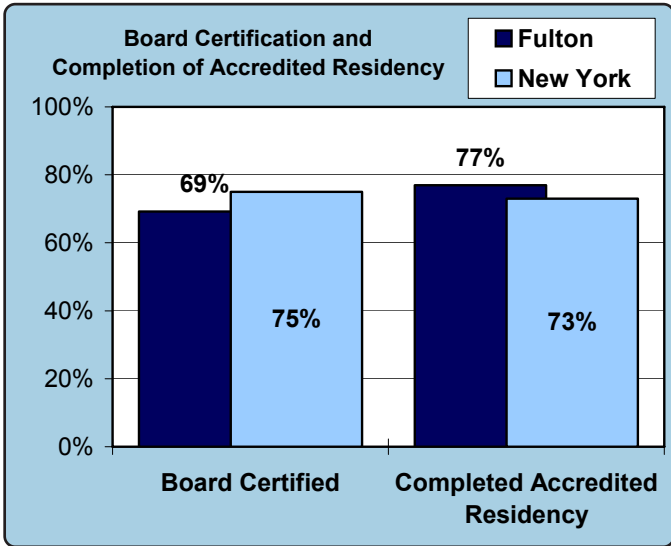 Board Certification and
Completion of Accredited Residency
Fulton
New York
100%
80%
60%
40%
20%
0%
69%
75%
77%
73%
Board Certified
Completed Accredited
Residency